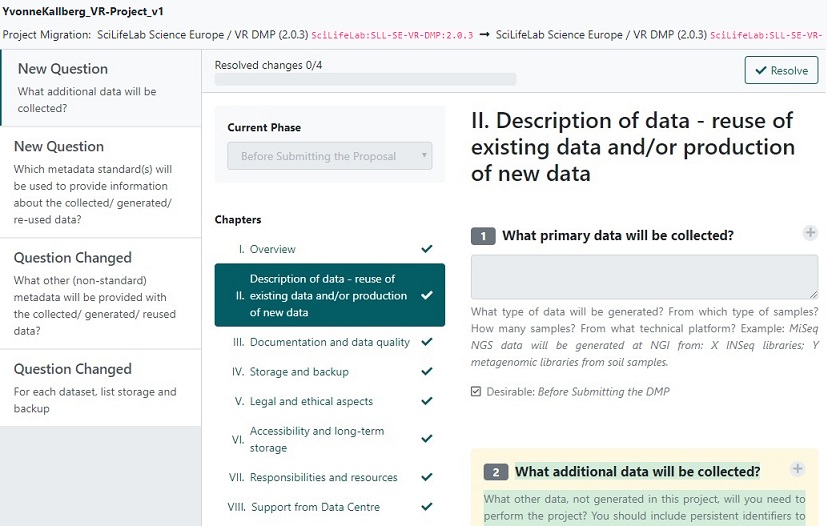 YvonneKallberg_VR-Project_v1
Project Migration: SciLifeLab Science Europe / VR DMP (2.0.3) SciLifeLab:SLL-SE-VR-DMP:2.0.3 → SciLifeLab Science Europe / VR DMP (2.0.3) SciLifeLab:SLL-SE-VR-
New Question
What additional data will be
collected?
New Question
Which metadata standard(s) will
be used to provide information
about the collected/ generated/
re-used data?
Question Changed
What other (non-standard)
metadata will be provided with
the collected/ generated/ reused
data?
Question Changed
For each dataset, list storage and
backup
Resolved changes 0/4
Resolve
Current Phase
Before Submitting the Proposal
Chapters
I. Overview
II. Description of data - reuse of
existing data and/or production
of new data
III. Documentation and data quality
IV. Storage and backup
V. Legal and ethical aspects
VI. Accessibility and long-term
storage
VII. Responsibilities and resources
VIII. Support from Data Centre
II. Description of data - reuse of
existing data and/or production
of new data
1 What primary data will be collected?
What type of data will be generated? From which type of samples?
How many samples? From what technical platform? Example: MiSeq
NGS data will be generated at NGI from: X INSeq libraries; Y
metagenomic libraries from soil samples.
Desirable: Before Submitting the DMP
2 What additional data will be collected?
What other data, not generated in this project, will you need to
perform the project? You should include persistent identifiers to